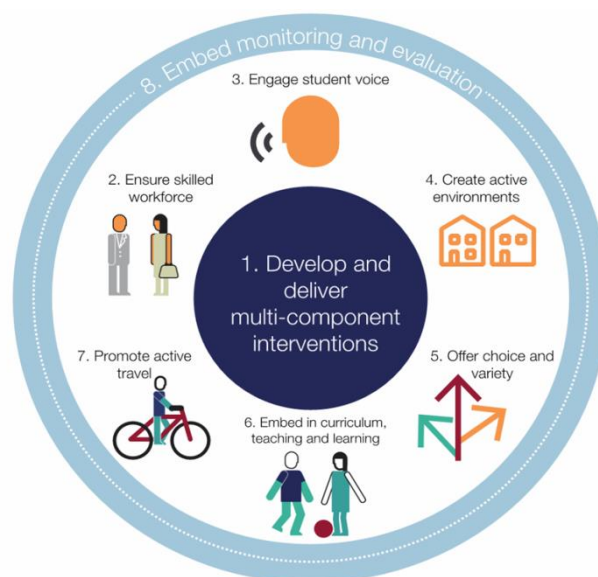 8. Embed monitoring and evaluation
3. Engage student voice
2. Ensure skilled
workforce
4. Create active
environments
1. Develop and
deliver
multi-component
interventions
7. Promote active
travel
5. Offer choice and
variety
6. Embed in curriculum,
teaching and learning